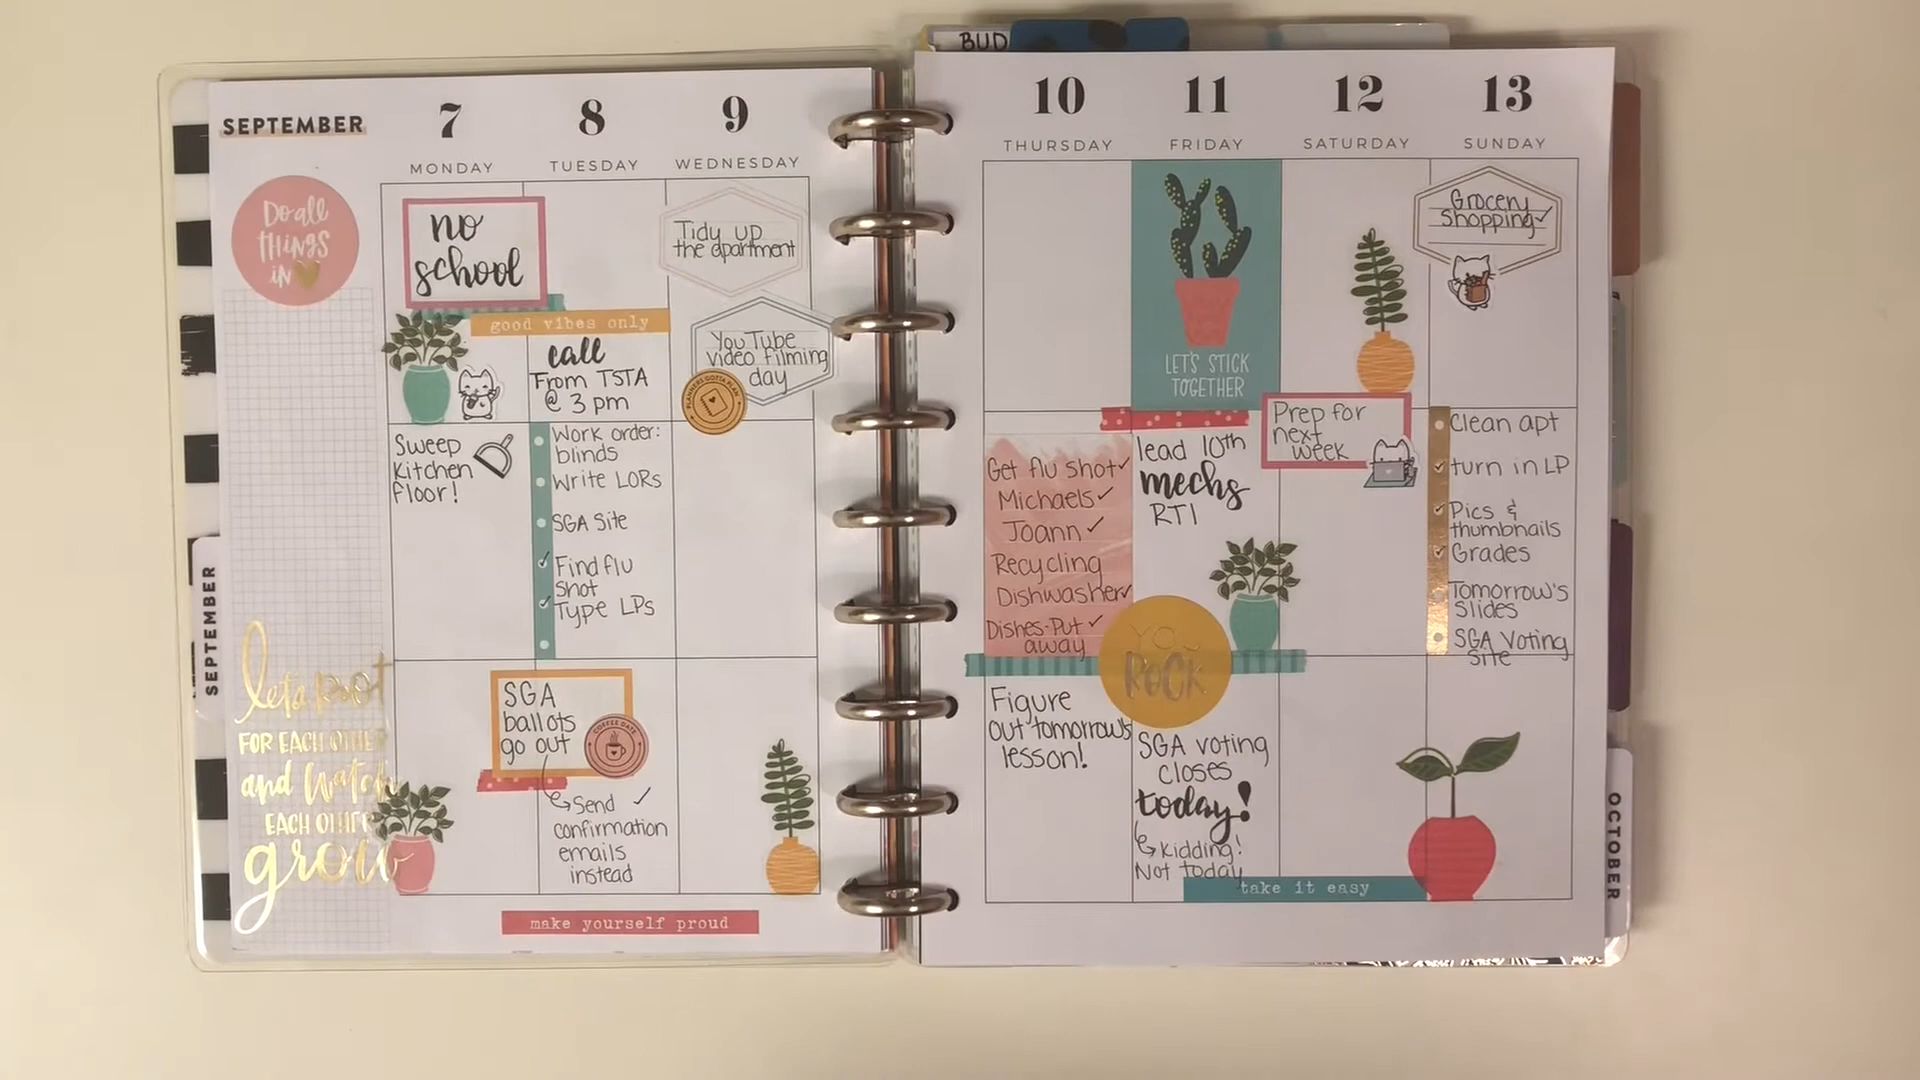 BUD
SEPTEMBER
7
MONDAY
8
TUESDAY
9
WEDNESDAY
10
THURSDAY
11
FRIDAY
12
SATURDAY
13
SUNDAY
Do all
THINGS
IN
let's root
FOR EACH OTHER
and watch
EACH OTHER
grow
SEPTEMBER
no
school
good vibes only
Sweep
Kitchen
floor!
call
From TSTA
@ 3 pm
Work order:
blinds
Write LORs
SGA Site
✓ Find flu
shot
✓ Type LPs
SGA
ballots
go out
COFFEE DATE
Send ✓
confirmation
emails
instead
make yourself proud
Tidy up
the apartment
YouTube
video filming
day
PLANNERS GOTTA PLAN
Get flu shot ✓
Michaels ✓
Joann ✓
Recycling
Dishwasher ✓
Dishes-Put ✓
away
Figure
out tomorrow's
lesson!
LET'S STICK
TOGETHER
lead 10th
mechs
RTI
YOU
ROCK
SGA voting
closes
today!
Kidding!
Not today
take it easy
Prep for
next
week
Grocery
Shopping ✓
Clean apt
✓ turn in LP
✓ Pics &
thumbnails
✓ Grades
Tomorrow's
slides
SGA Voting
site
OCTOBER